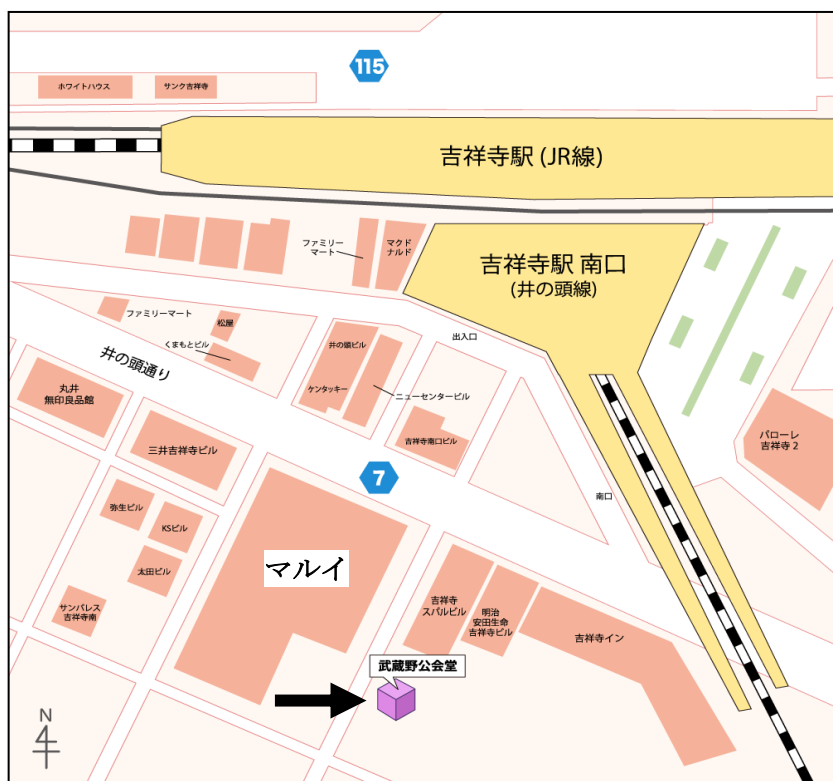 115
ホワイトハウス
サンク吉祥寺
吉祥寺駅 (JR線)
ファミリー
マート
マクド
ナルド
吉祥寺駅 南口
(井の頭線)
ファミリーマート
松屋
くまもとビル
井の頭ビル
出入口
井の頭通り
丸井
無印良品館
ケンタッキー
ニューセンタービル
三井吉祥寺ビル
吉祥寺南口ビル
パローレ
吉祥寺 2
7
南口
弥生ビル
KSビル
太田ビル
マルイ
サンパレス
吉祥寺南
吉祥寺
スバルビル
明治
安田生命
吉祥寺ビル
吉祥寺イン
武蔵野公会堂
N